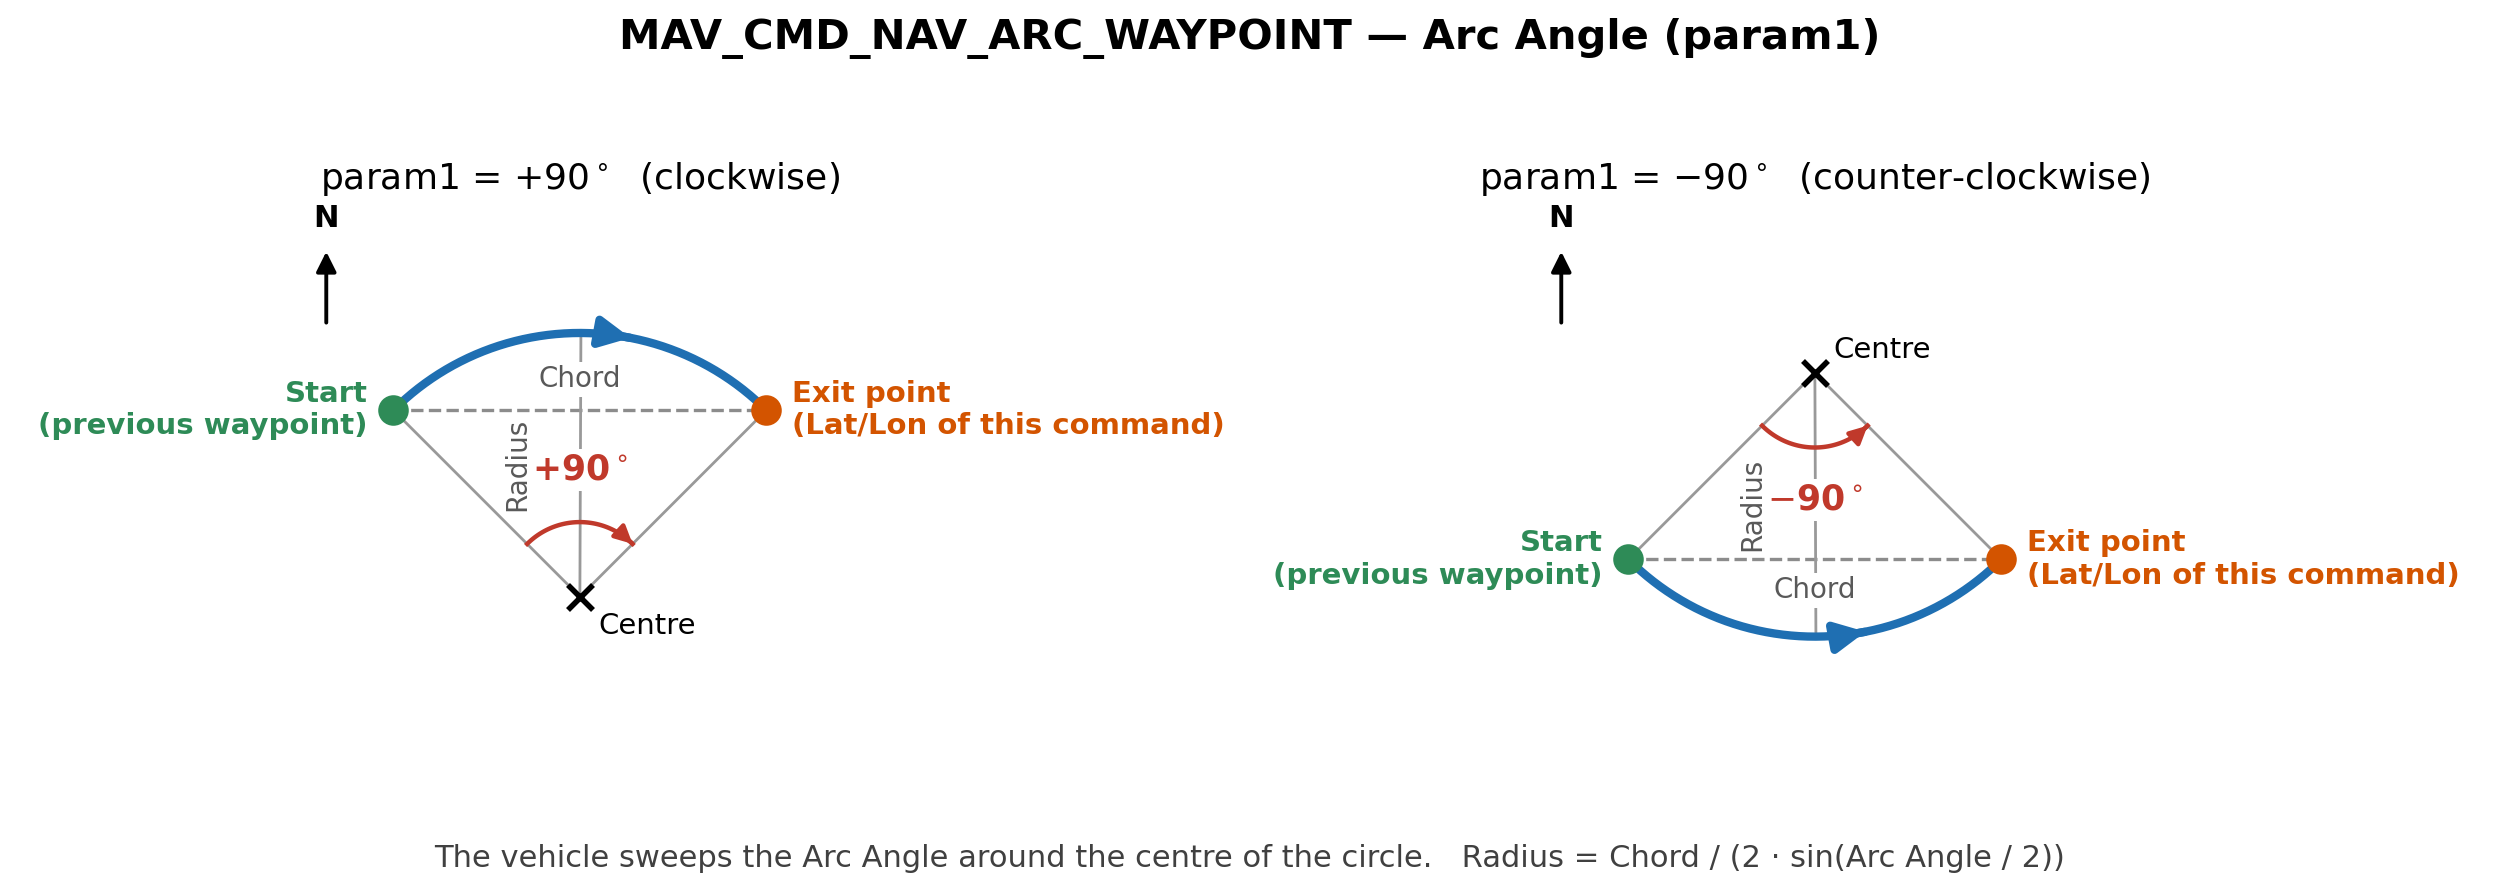 MAV_CMD_NAV_ARC_WAYPOINT — Arc Angle (param1)
param1 = +90° (clockwise)
N
Chord
Start
(previous waypoint)
Exit point
(Lat/Lon of this command)
Radius
+90°
Centre
param1 = −90° (counter-clockwise)
N
Centre
Radius
−90°
Start
(previous waypoint)
Exit point
(Lat/Lon of this command)
Chord
The vehicle sweeps the Arc Angle around the centre of the circle. Radius = Chord / (2 · sin(Arc Angle / 2))